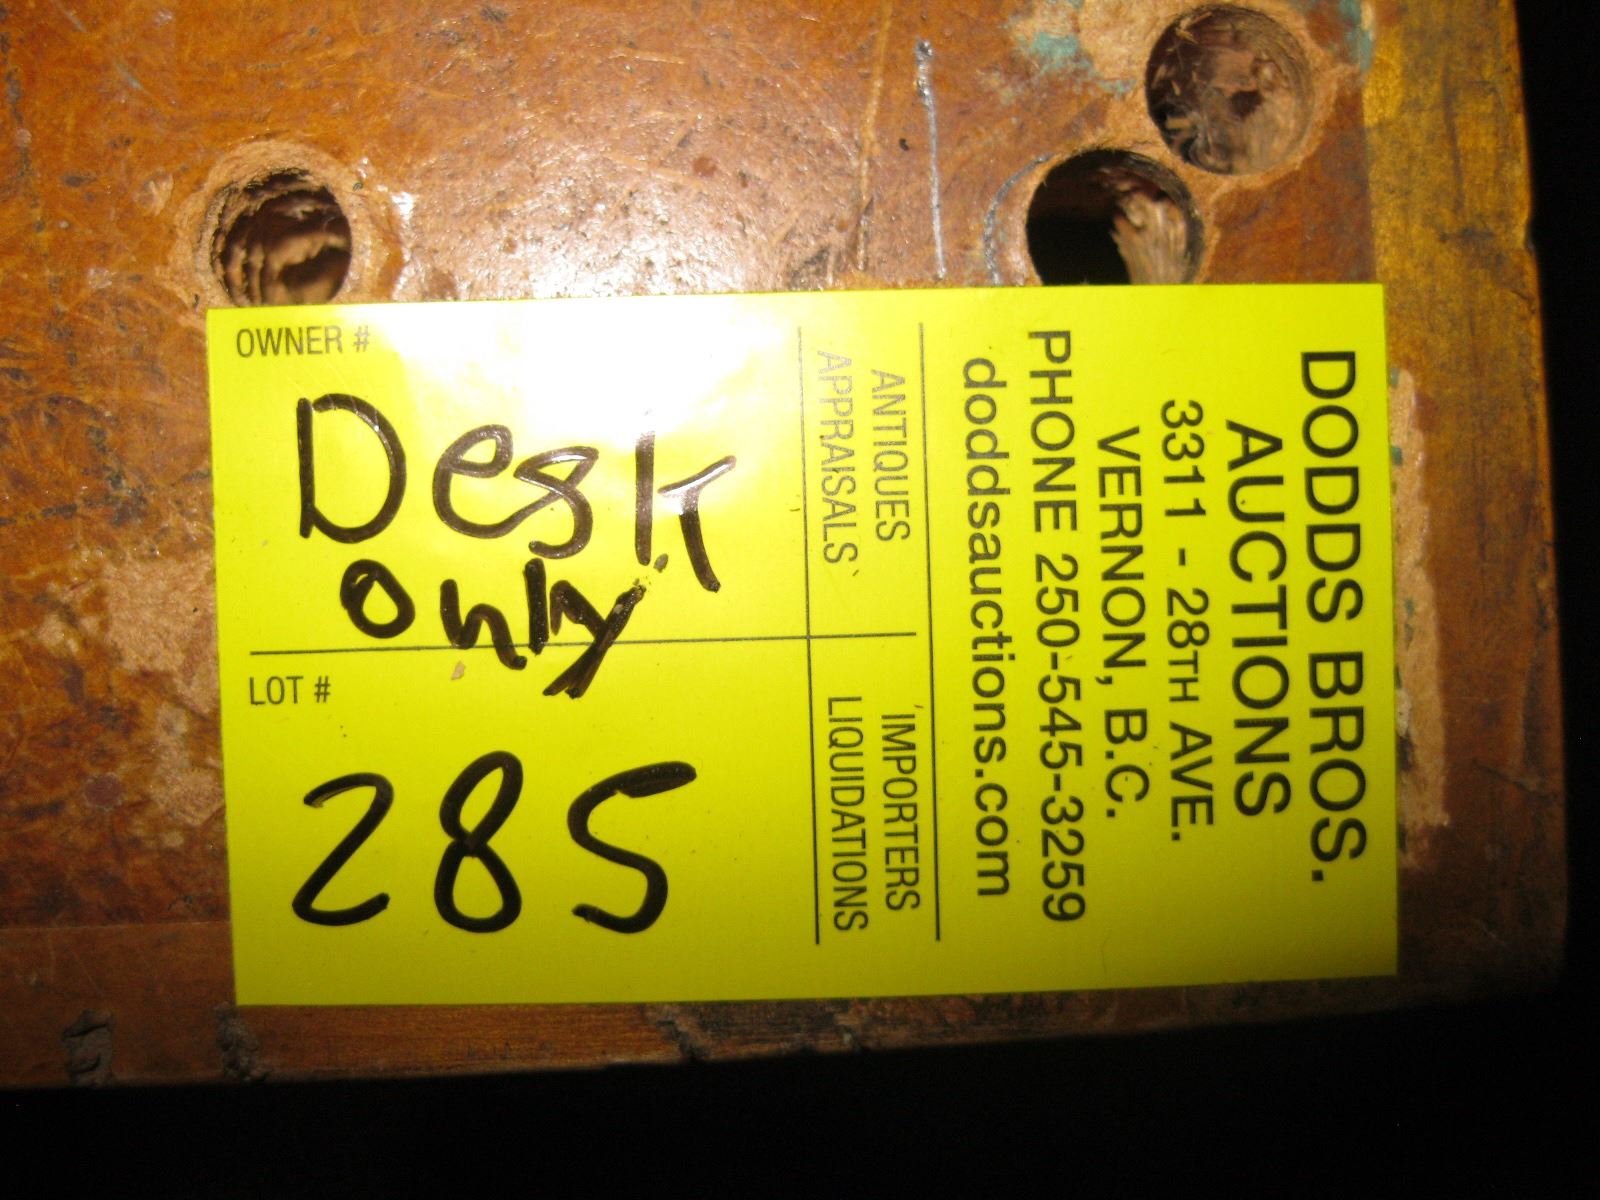 OWNER #
Desk
only
LOT #
285
DODDS BROS.
AUCTIONS
3311 - 28TH AVE.
VERNON, B.C.
PHONE 250-545-3259
doddsauctions.com
ANTIQUES
APPRAISALS
IMPORTERS
LIQUIDATIONS